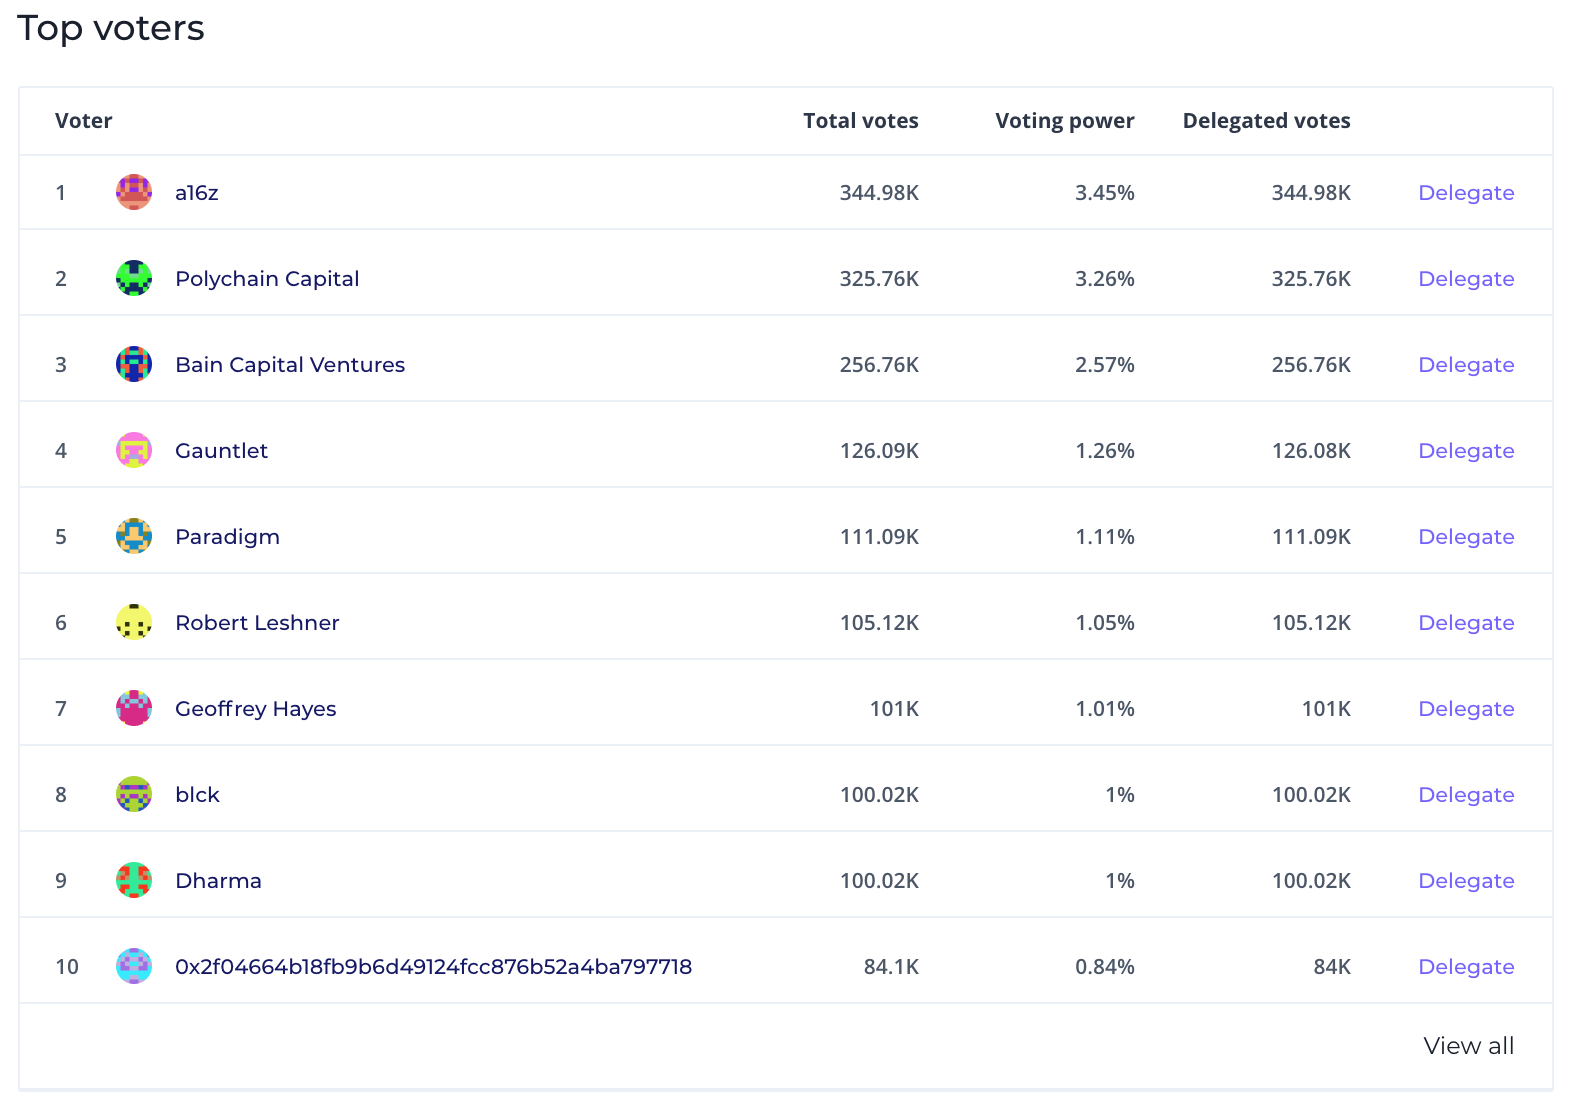 Top voters
Voter Total votes Voting power Delegated votes
1 a16z 344.98K 3.45% 344.98K Delegate
2 Polychain Capital 325.76K 3.26% 325.76K Delegate
3 Bain Capital Ventures 256.76K 2.57% 256.76K Delegate
4 Gauntlet 126.09K 1.26% 126.08K Delegate
5 Paradigm 111.09K 1.11% 111.09K Delegate
6 Robert Leshner 105.12K 1.05% 105.12K Delegate
7 Geoffrey Hayes 101K 1.01% 101K Delegate
8 blck 100.02K 1% 100.02K Delegate
9 Dharma 100.02K 1% 100.02K Delegate
10 0x2f04664b18fb9b6d49124fcc876b52a4ba797718 84.1K 0.84% 84K Delegate
View all